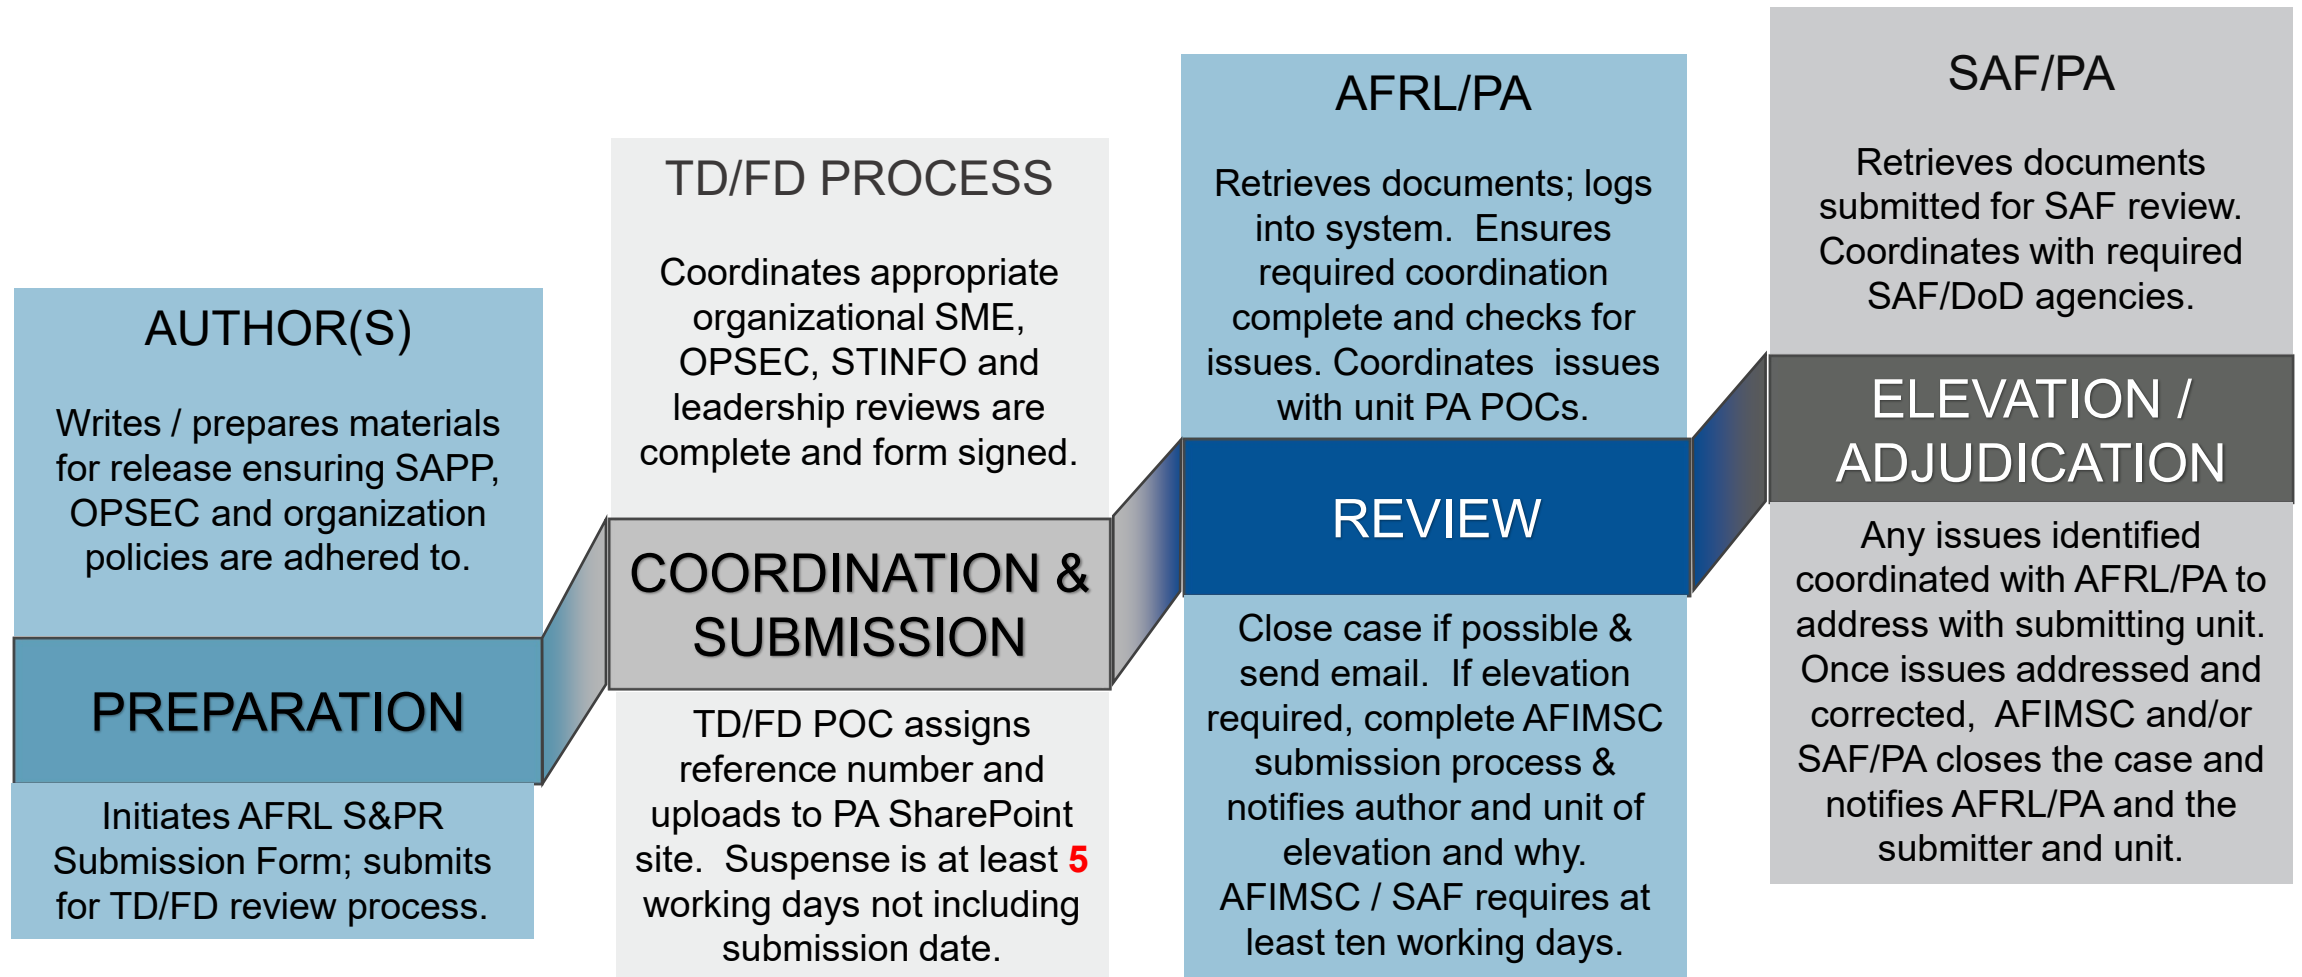 AUTHOR(S)
Writes / prepares materials
for release ensuring SAPP,
OPSEC and organization
policies are adhered to.
PREPARATION
Initiates AFRL S&PR
Submission Form; submits
for TD/FD review process.
TD/FD PROCESS
Coordinates appropriate
organizational SME,
OPSEC, STINFO and
leadership reviews are
complete and form signed.
COORDINATION &
SUBMISSION
TD/FD POC assigns
reference number and
uploads to PA SharePoint
site.  Suspense is at least 5
working days not including
submission date.
AFRL/PA
Retrieves documents; logs
into system.  Ensures
required coordination
complete and checks for
issues. Coordinates  issues
with unit PA POCs.
REVIEW
Close case if possible &
send email.  If elevation
required, complete AFIMSC
submission process &
notifies author and unit of
elevation and why.
AFIMSC / SAF requires at
least ten working days.
SAF/PA
Retrieves documents
submitted for SAF review.
Coordinates with required
SAF/DoD agencies.
ELEVATION /
ADJUDICATION
Any issues identified
coordinated with AFRL/PA to
address with submitting unit.
Once issues addressed and
corrected,  AFIMSC and/or
SAF/PA closes the case and
notifies AFRL/PA and the
submitter and unit.